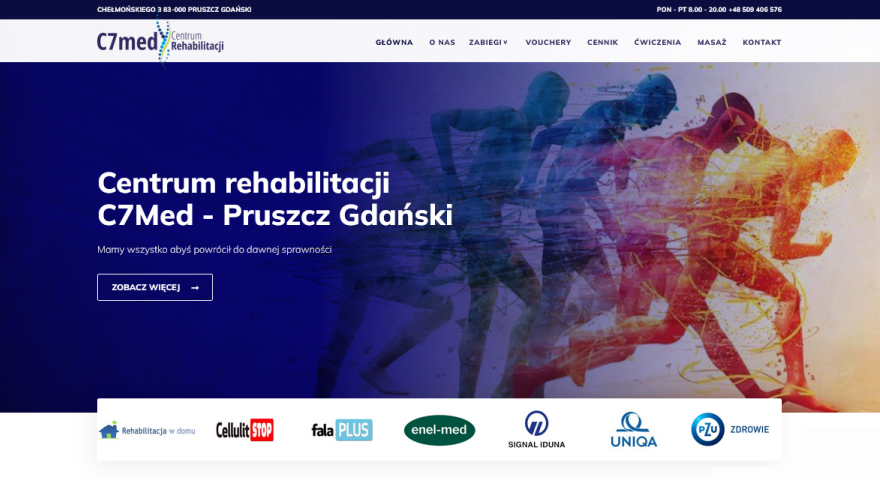 CHEŁMOŃSKIEGO 3 83-000 PRUSZCZ GDAŃSKI
PON - PT 8.00 - 20.00 +48 509 406 576
C7med Centrum
Rehabilitacji
GŁÓWNA O NAS ZABIEGI VOUCHERY CENNIK ĆWICZENIA MASAŻ KONTAKT
Centrum rehabilitacji
C7Med - Pruszcz Gdański
Mamy wszystko abyś powrócił do dawnej sprawności
ZOBACZ WIĘCEJ →
Rehabilitacja w domu
Cellulit STOP
fala PLUS
enel-med
SIGNAL IDUNA
UNIQA
PZU ZDROWIE